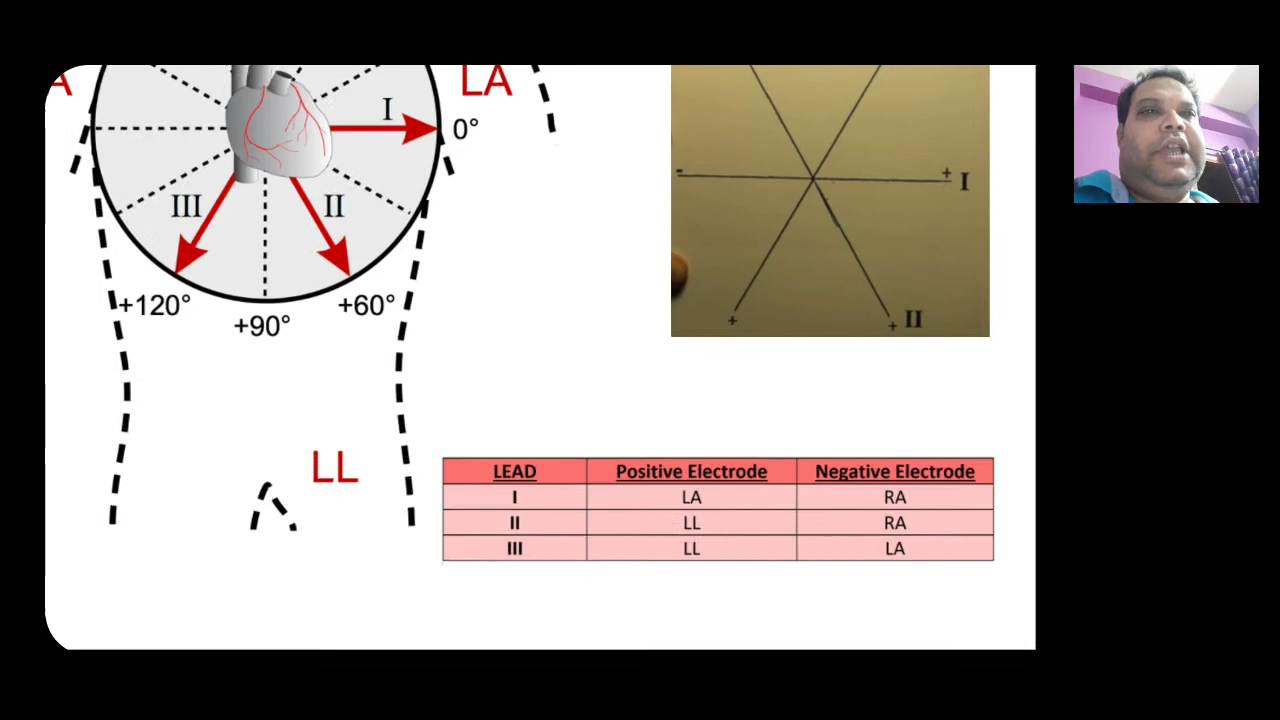 A
LA
I
0°
III
II
+120°
+60°
+90°
LL
-
+ I
+
+ II
LEAD Positive Electrode Negative Electrode
I LA RA
II LL RA
III LL LA